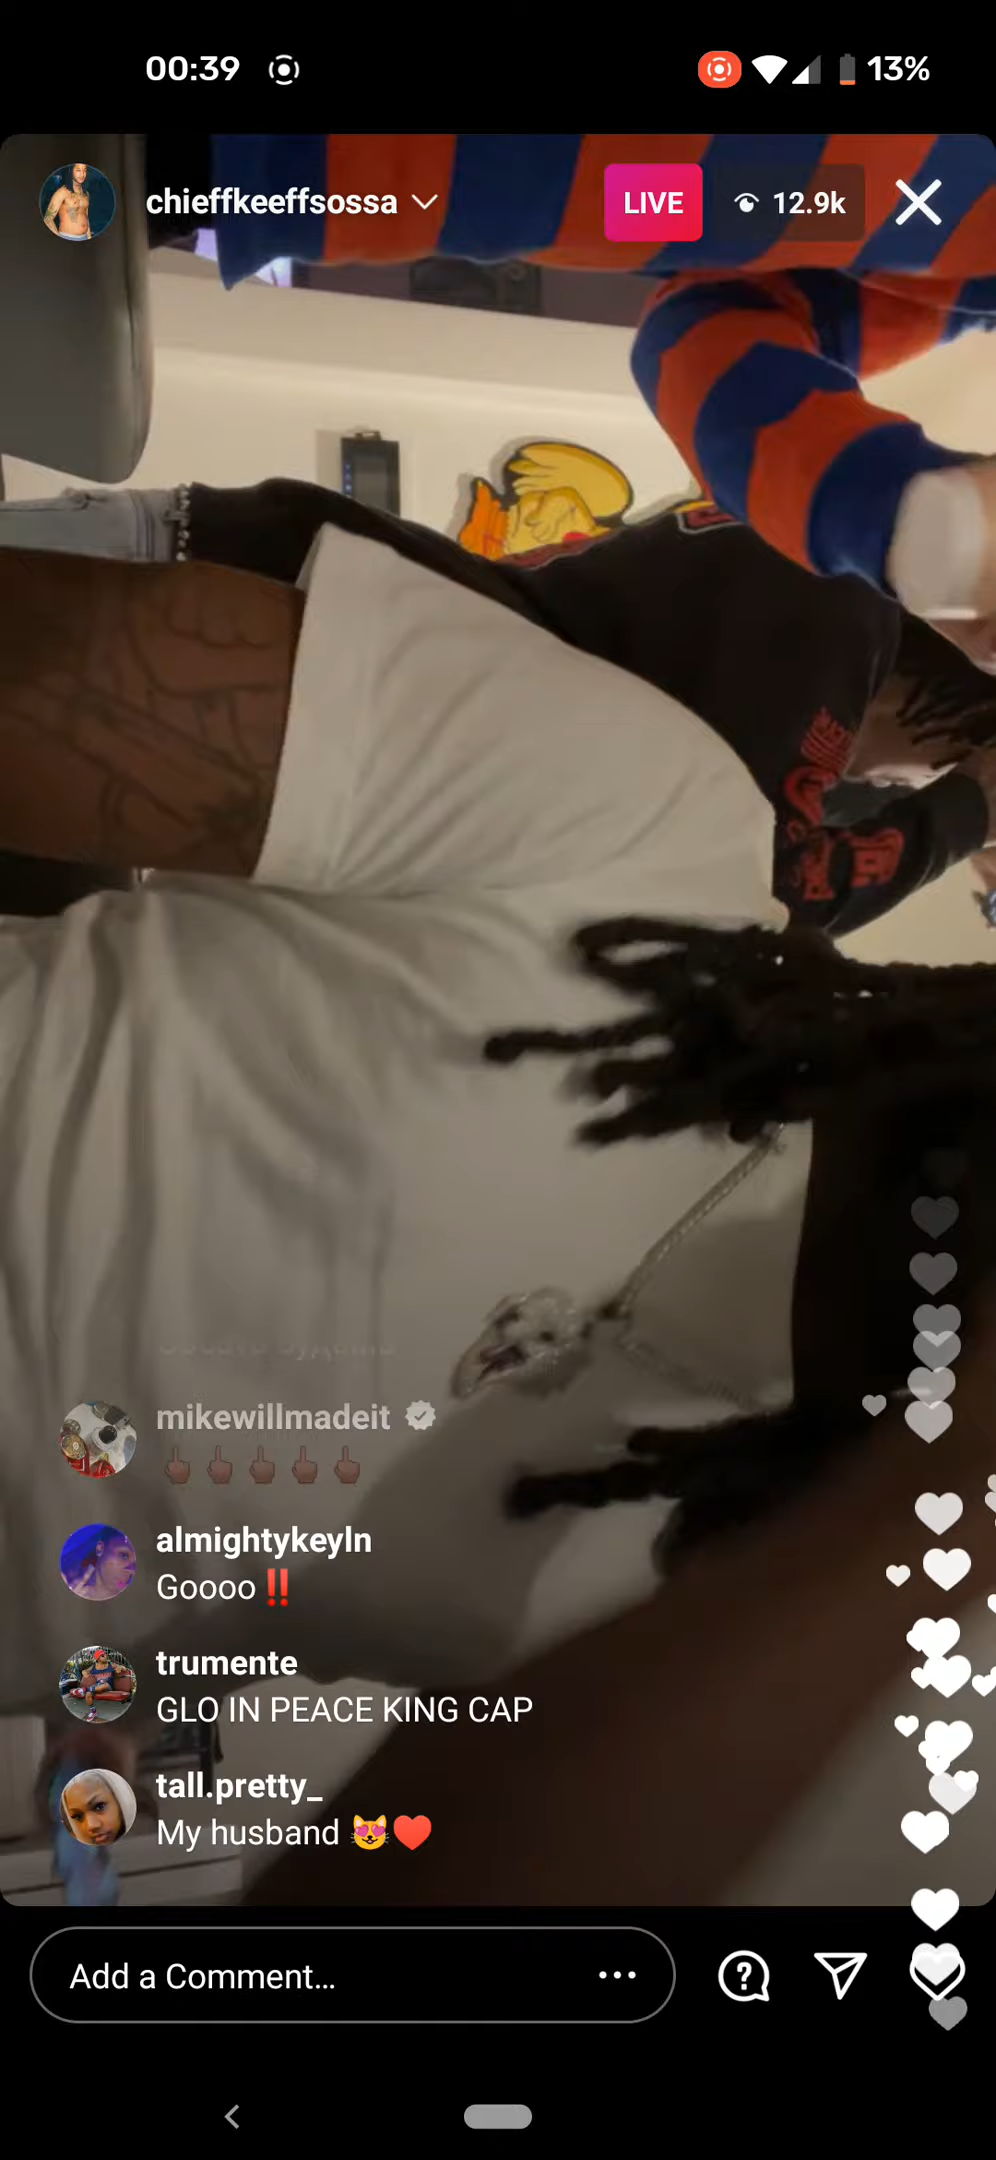 00:39
13%
chieffkeeffsossa
LIVE
12.9k
mikewillmadeit
almightykeyln
Goooo‼️
trumente
GLO IN PEACE KING CAP
tall.pretty_
My husband 😻❤️
Add a Comment...